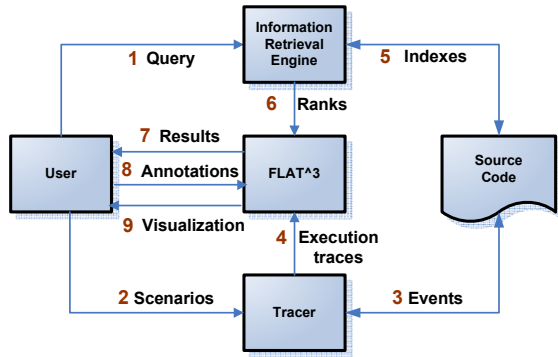 Information
Retrieval
Engine
1 Query
5 Indexes
6 Ranks
7 Results
User
8 Annotations
FLAT^3
Source
Code
9 Visualization
4 Execution
traces
2 Scenarios
Tracer
3 Events